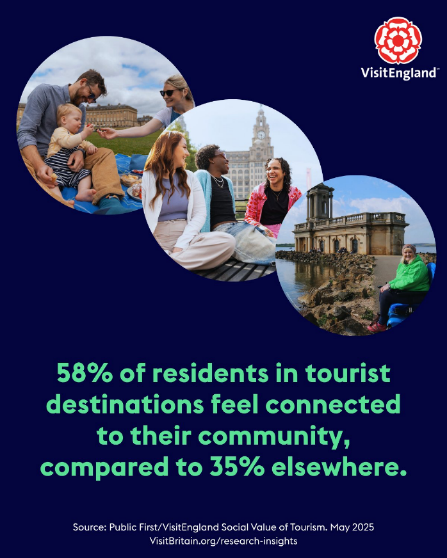 VisitEngland™
58% of residents in tourist
destinations feel connected
to their community,
compared to 35% elsewhere.
Source: Public First/VisitEngland Social Value of Tourism. May 2025
VisitBritain.org/research-insights